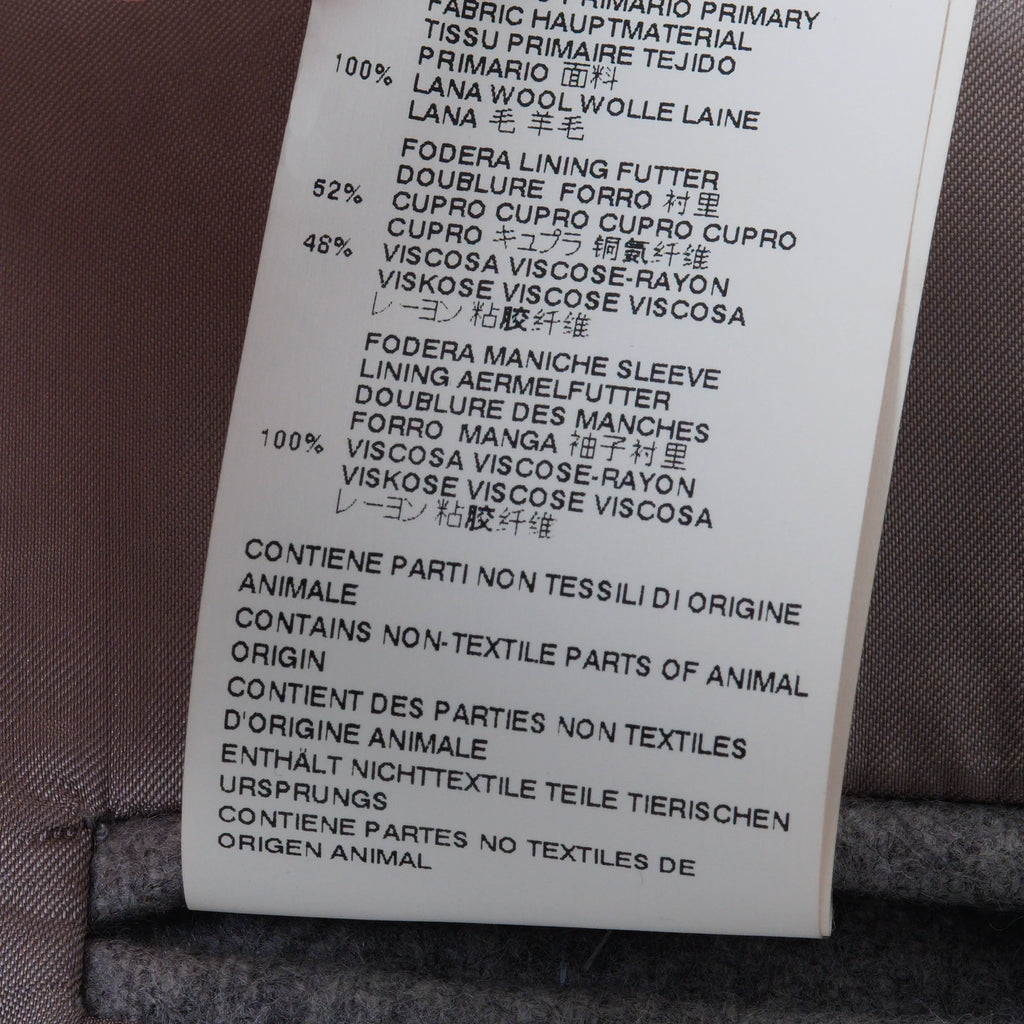 PRIMARIO PRIMARY
FABRIC HAUPTMATERIAL
TISSU PRIMAIRE TEJIDO
PRIMARIO 面料
100% LANA WOOL WOLLE LAINE
LANA 毛 羊毛
FODERA LINING FUTTER
DOUBLURE FORRO 衬里
52% CUPRO CUPRO CUPRO CUPRO
CUPRO キュプラ 铜氨纤维
48% VISCOSA VISCOSE-RAYON
VISKOSE VISCOSE VISCOSA
レーヨン 粘胶纤维
FODERA MANICHE SLEEVE
LINING AERMELFUTTER
DOUBLURE DES MANCHES
FORRO MANGA 袖子衬里
100% VISCOSA VISCOSE-RAYON
VISKOSE VISCOSE VISCOSA
レーヨン 粘胶纤维
CONTIENE PARTI NON TESSILI DI ORIGINE
ANIMALE
CONTAINS NON-TEXTILE PARTS OF ANIMAL
ORIGIN
CONTIENT DES PARTIES NON TEXTILES
D'ORIGINE ANIMALE
ENTHÄLT NICHTTEXTILE TEILE TIERISCHEN
URSPRUNGS
CONTIENE PARTES NO TEXTILES DE
ORIGEN ANIMAL